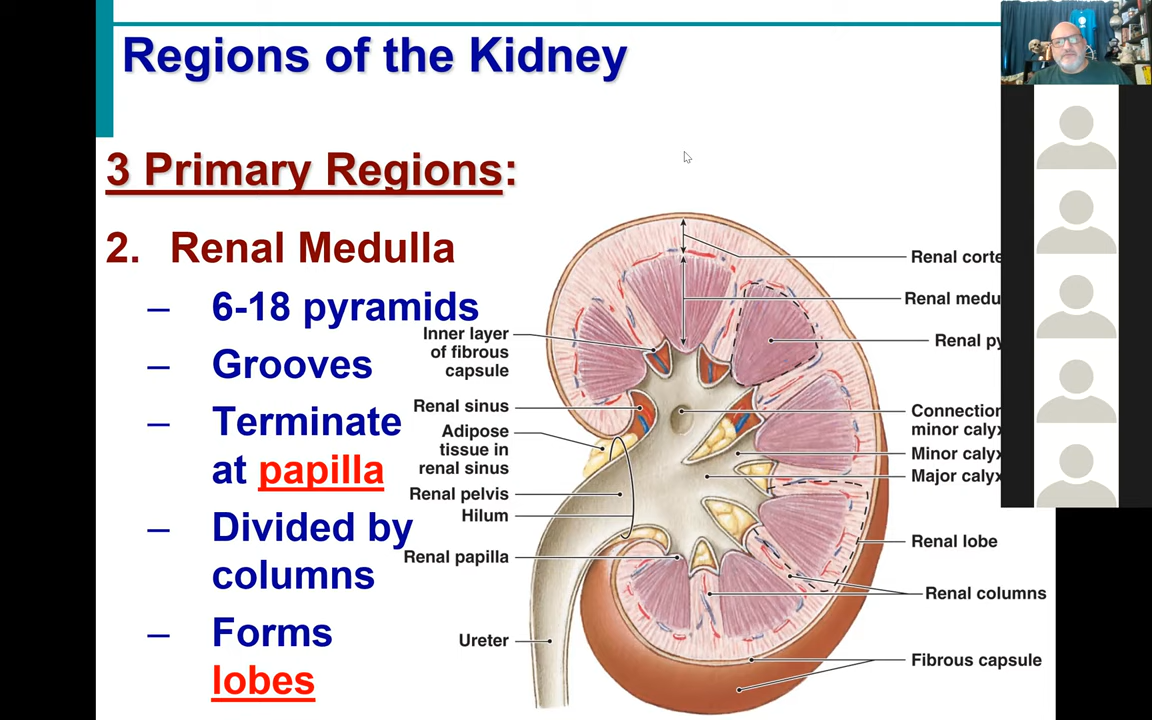 Regions of the Kidney
3 Primary Regions:
2. Renal Medulla
– 6-18 pyramids
– Grooves
– Terminate
at papilla
– Divided by
columns
– Forms
lobes
Inner layer
of fibrous
capsule
Renal sinus
Adipose
tissue in
renal sinus
Renal pelvis
Hilum
Renal papilla
Ureter
Renal corte
Renal medu
Renal py
Connection
minor calyx
Minor calyx
Major calyx
Renal lobe
Renal columns
Fibrous capsule